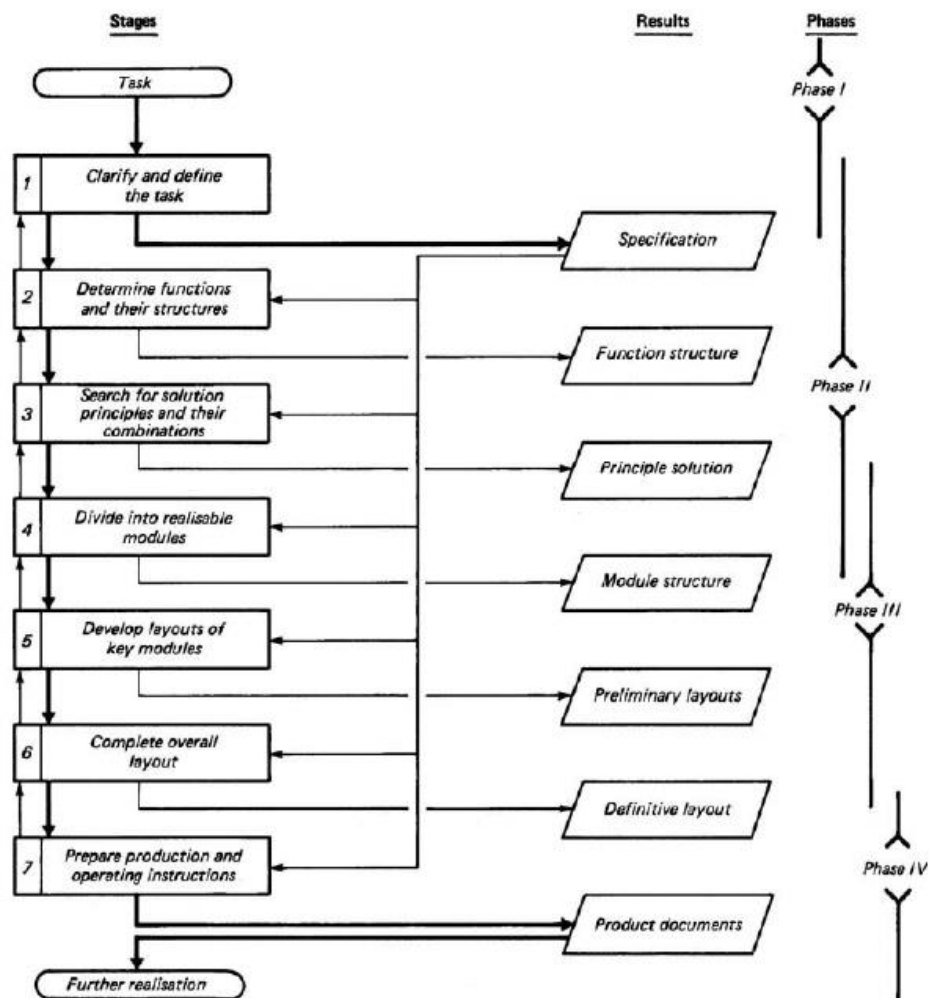 Stages
Results
Phases
Task
Phase I
1
Clarify and define
the task
Specification
2
Determine functions
and their structures
Function structure
Phase II
3
Search for solution
principles and their
combinations
Principle solution
4
Divide into realisable
modules
Module structure
Phase III
5
Develop layouts of
key modules
Preliminary layouts
6
Complete overall
layout
Definitive layout
7
Prepare production and
operating instructions
Phase IV
Product documents
Further realisation